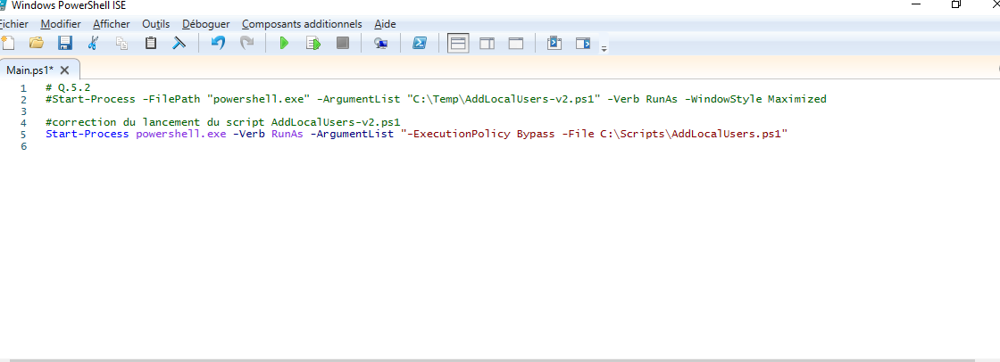 Windows PowerShell ISE
Fichier Modifier Afficher Outils Déboguer Composants additionnels Aide
Main.ps1* X
1 # Q.5.2
2 #Start-Process -FilePath "powershell.exe" -ArgumentList "C:\Temp\AddLocalUsers-v2.ps1" -Verb RunAs -WindowStyle Maximized
3
4 #correction du lancement du script AddLocalUsers-v2.ps1
5 Start-Process powershell.exe -Verb RunAs -ArgumentList "-ExecutionPolicy Bypass -File C:\Scripts\AddLocalUsers.ps1"
6